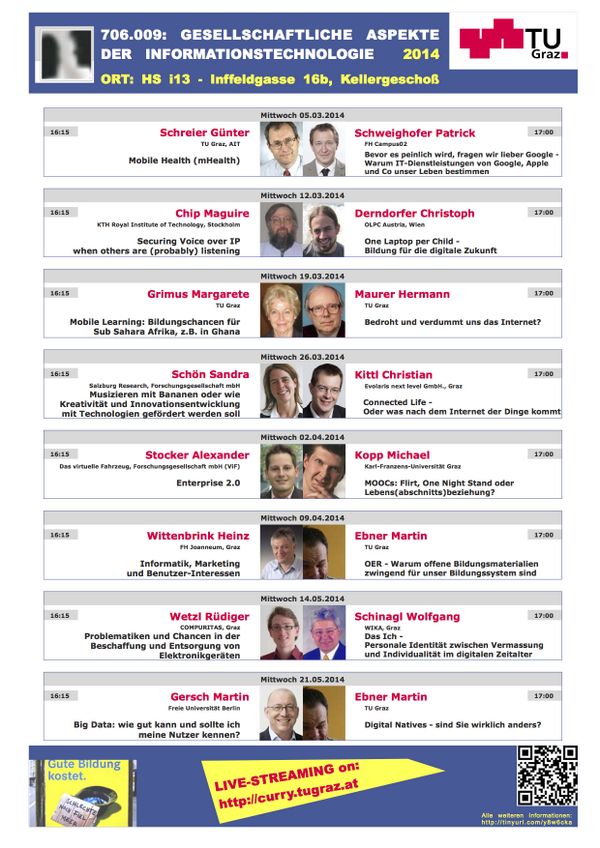 706.009: GESELLSCHAFTLICHE ASPEKTE
DER INFORMATIONSTECHNOLOGIE 2014
ORT: HS i13 - Inffeldgasse 16b, Kellergeschoß
TU
Graz
Mittwoch 05.03.2014
16:15
Schreier Günter
TU Graz, AIT
Mobile Health (mHealth)
Schweighofer Patrick
17:00
FH Campus02
Bevor es peinlich wird, fragen wir lieber Google -
Warum IT-Dienstleistungen von Google, Apple
und Co unser Leben bestimmen
Mittwoch 12.03.2014
16:15
Chip Maguire
KTH Royal Institute of Technology, Stockholm
Securing Voice over IP
when others are (probably) listening
Derndorfer Christoph
17:00
OLPC Austria, Wien
One Laptop per Child -
Bildung für die digitale Zukunft
Mittwoch 19.03.2014
16:15
Grimus Margarete
TU Graz
Mobile Learning: Bildungschancen für
Sub Sahara Afrika, z.B. in Ghana
Maurer Hermann
17:00
TU Graz
Bedroht und verdummt uns das Internet?
Mittwoch 26.03.2014
16:15
Schön Sandra
Salzburg Research, Forschungsgesellschaft mbH
Musizieren mit Bananen oder wie
Kreativität und Innovationsentwicklung
mit Technologien gefördert werden soll
Kittl Christian
17:00
Evolaris next level GmbH., Graz
Connected Life -
Oder was nach dem Internet der Dinge kommt
Mittwoch 02.04.2014
16:15
Stocker Alexander
Das virtuelle Fahrzeug, Forschungsgesellschaft mbH (ViF)
Enterprise 2.0
Kopp Michael
17:00
Karl-Franzens-Universität Graz
MOOCs: Flirt, One Night Stand oder
Lebens(abschnitts)beziehung?
Mittwoch 09.04.2014
16:15
Wittenbrink Heinz
FH Joanneum, Graz
Informatik, Marketing
und Benutzer-Interessen
Ebner Martin
17:00
TU Graz
OER - Warum offene Bildungsmaterialien
zwingend für unser Bildungssystem sind
Mittwoch 14.05.2014
16:15
Wetzl Rüdiger
COMPURITAS, Graz
Problematiken und Chancen in der
Beschaffung und Entsorgung von
Elektronikgeräten
Schinagl Wolfgang
17:00
WIKA, Graz
Das Ich -
Personale Identität zwischen Vermassung
und Individualität im digitalen Zeitalter
Mittwoch 21.05.2014
16:15
Gersch Martin
Freie Universität Berlin
Big Data: wie gut kann und sollte ich
meine Nutzer kennen?
Ebner Martin
17:00
TU Graz
Digital Natives - sind Sie wirklich anders?
Gute Bildung
kostet.
SCHLECHTE
NOCH VIEL
MEHR
LIVE-STREAMING on:
http://curry.tugraz.at
Alle weiteren Informationen:
http://tinyurl.com/y8w6cka